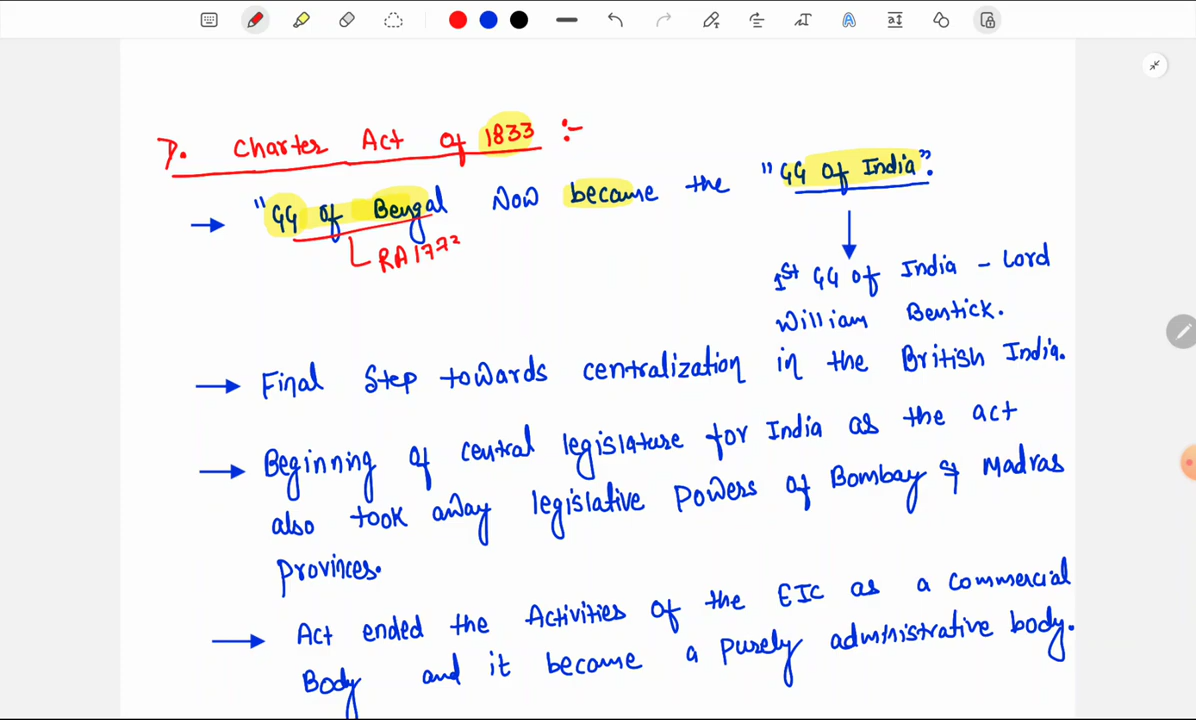 7. Charter Act of 1833 :-
→ "GG of Bengal Now became the "GG of India".
RA 1773
1st GG of India - Lord
William Bentick.
→ Final Step towards centralization in the British India.
→ Beginning of central legislature for India as the act
also took away legislative Powers of Bombay & Madras
Provinces.
→ Act ended the Activities of the EIC as a commercial
Body and it became a purely administrative body.